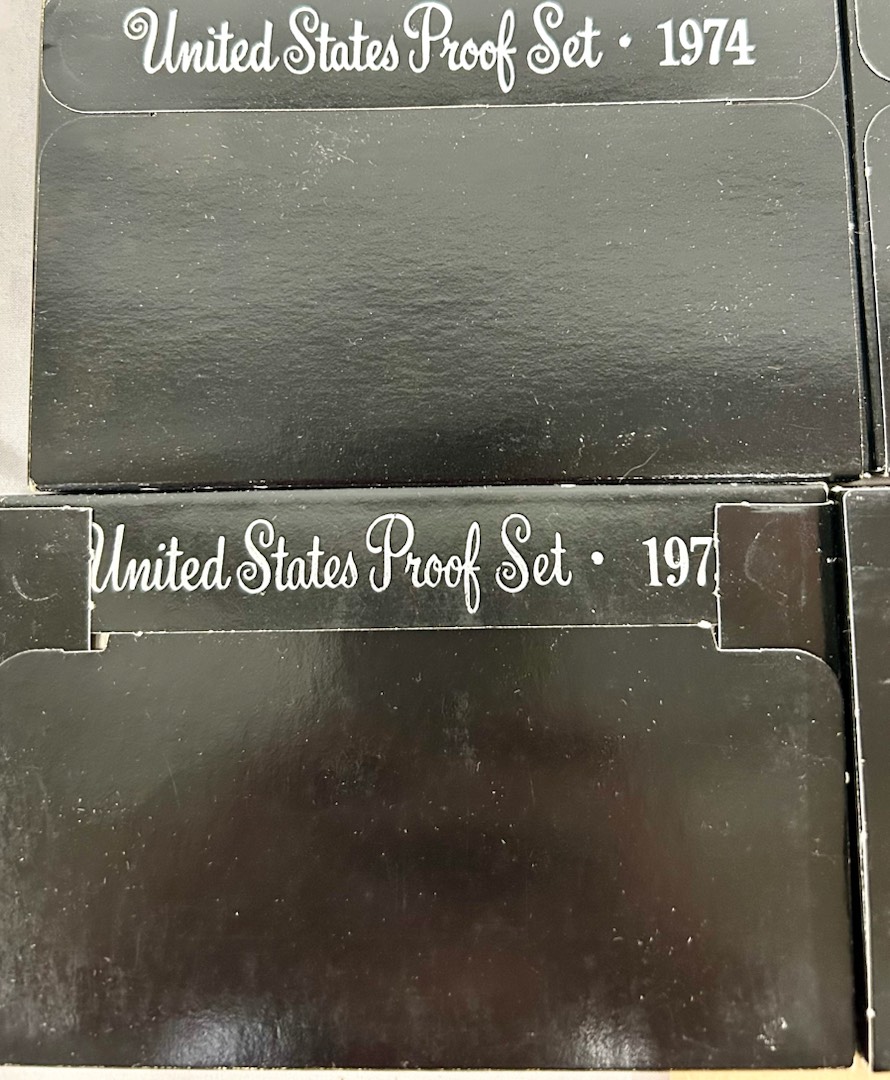 United States Proof Set • 1974
United States Proof Set • 197